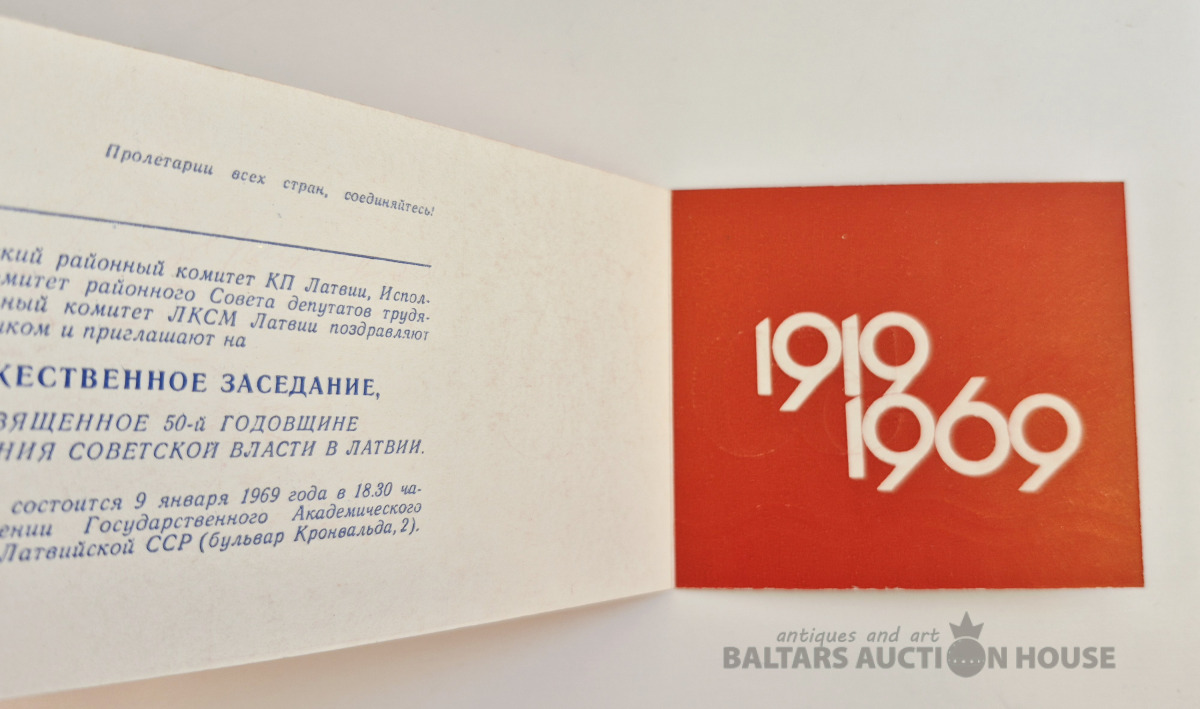 Пролетарии всех стран, соединяйтесь!
кий районный комитет КП Латвии, Испол-
митет районного Совета депутатов трудя-
ный комитет ЛКСМ Латвии поздравляют
ком и приглашают на
ЖЕСТВЕННОЕ ЗАСЕДАНИЕ,
ВЯЩЕННОЕ 50-й ГОДОВЩИНЕ
НИЯ СОВЕТСКОЙ ВЛАСТИ В ЛАТВИИ.
состоится 9 января 1969 года в 18.30 ча-
ении Государственного Академического
Латвийской ССР (бульвар Кронвальда, 2).
1919
1969
antiques and art
BALTARS AUCTION HOUSE